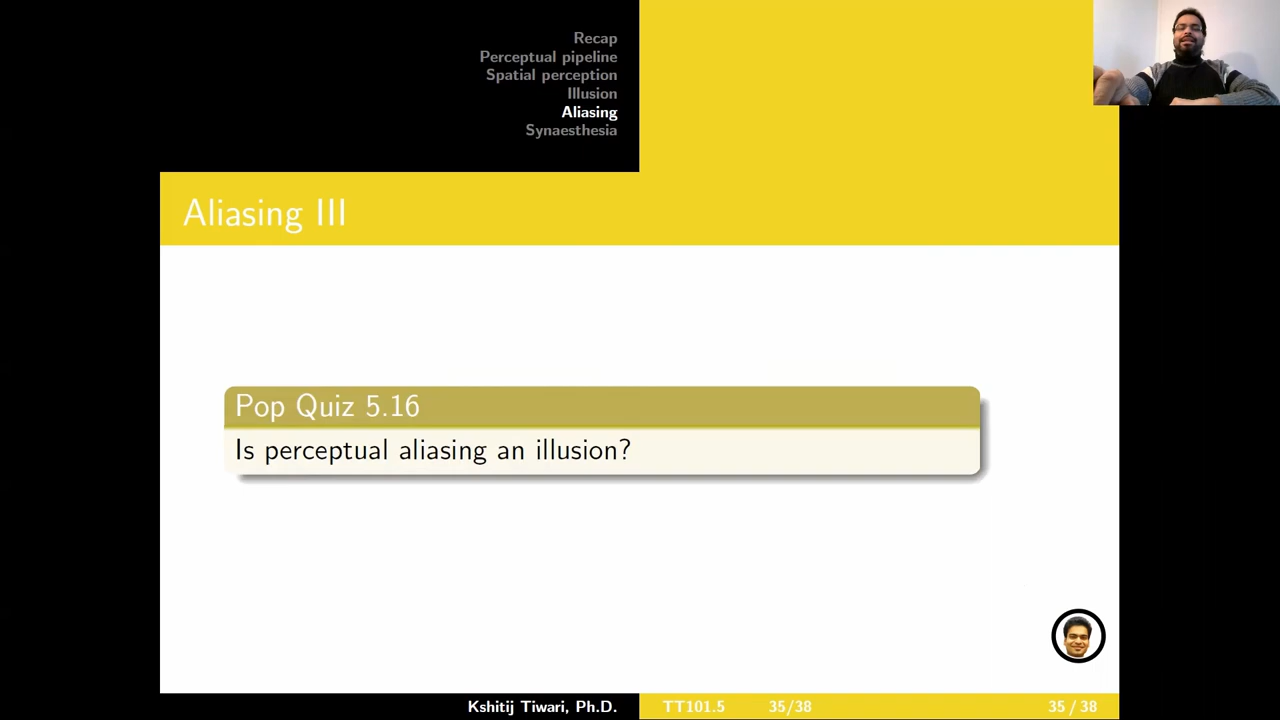 Recap
Perceptual pipeline
Spatial perception
Illusion
Aliasing
Synaesthesia
Aliasing III
Pop Quiz 5.16
Is perceptual aliasing an illusion?
Kshitij Tiwari, Ph.D. TT101.5 35/38 35 / 38